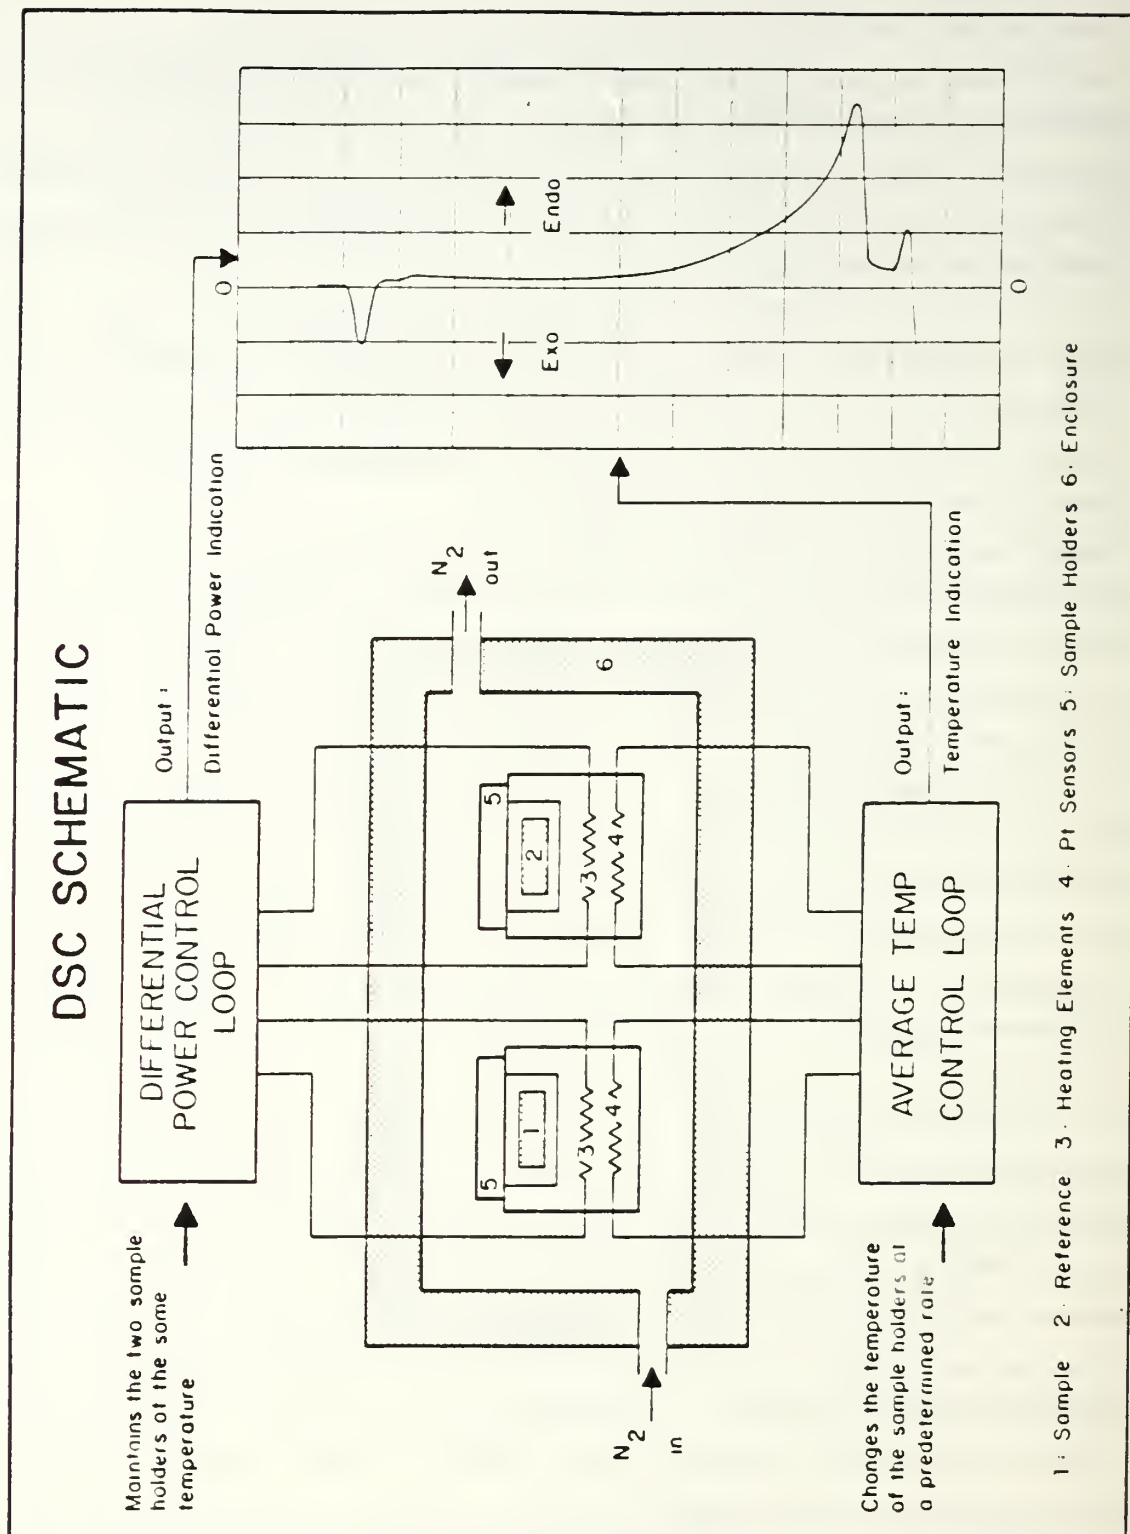 DSC SCHEMATIC
Maintains the two sample
holders at the same
temperature
DIFFERENTIAL
POWER CONTROL
LOOP
Output:
Differential Power Indication
N2
in
N2
out
5
1
3
4
5
2
3
4
6
Changes the temperature
of the sample holders at
a predetermined rate
AVERAGE TEMP
CONTROL LOOP
Output:
Temperature Indication
0
Endo
Exo
0
1: Sample 2: Reference 3: Heating Elements 4: Pt Sensors 5: Sample Holders 6: Enclosure